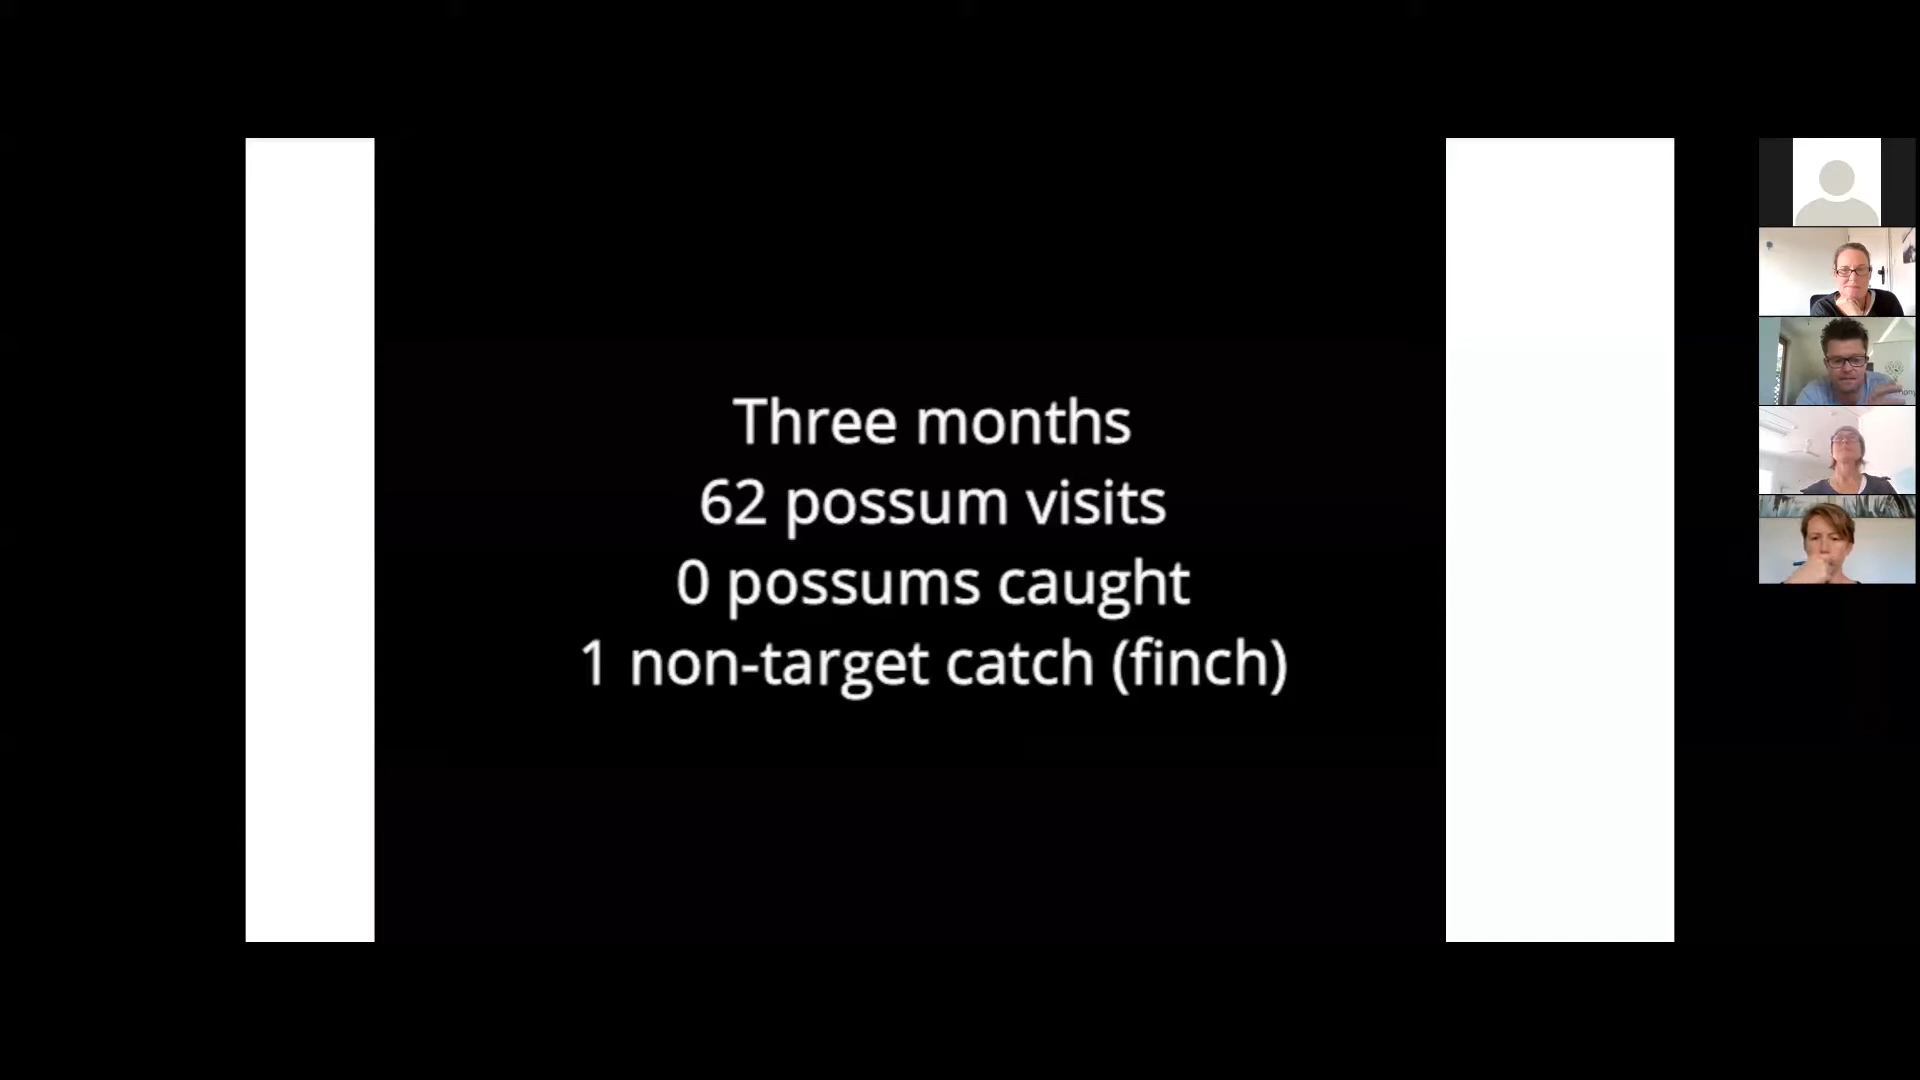 Three months
62 possum visits
0 possums caught
1 non-target catch (finch)